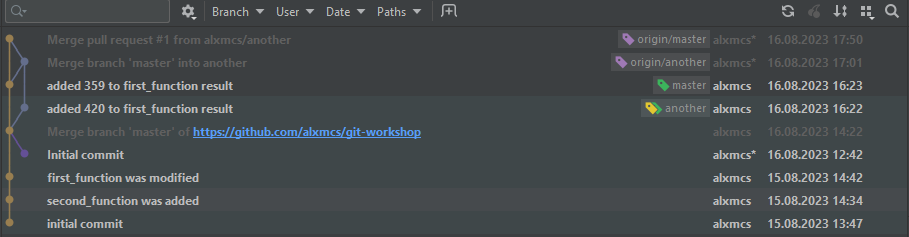 Branch User Date Paths
Merge pull request #1 from alxmcs/another origin/master alxmcs* 16.08.2023 17:50
Merge branch 'master' into another origin/another alxmcs* 16.08.2023 17:01
added 359 to first_function result master alxmcs 16.08.2023 16:23
added 420 to first_function result another alxmcs 16.08.2023 16:22
Merge branch 'master' of https://github.com/alxmcs/git-workshop alxmcs 16.08.2023 14:22
Initial commit alxmcs* 16.08.2023 12:42
first_function was modified alxmcs 15.08.2023 14:42
second_function was added alxmcs 15.08.2023 14:34
initial commit alxmcs 15.08.2023 13:47